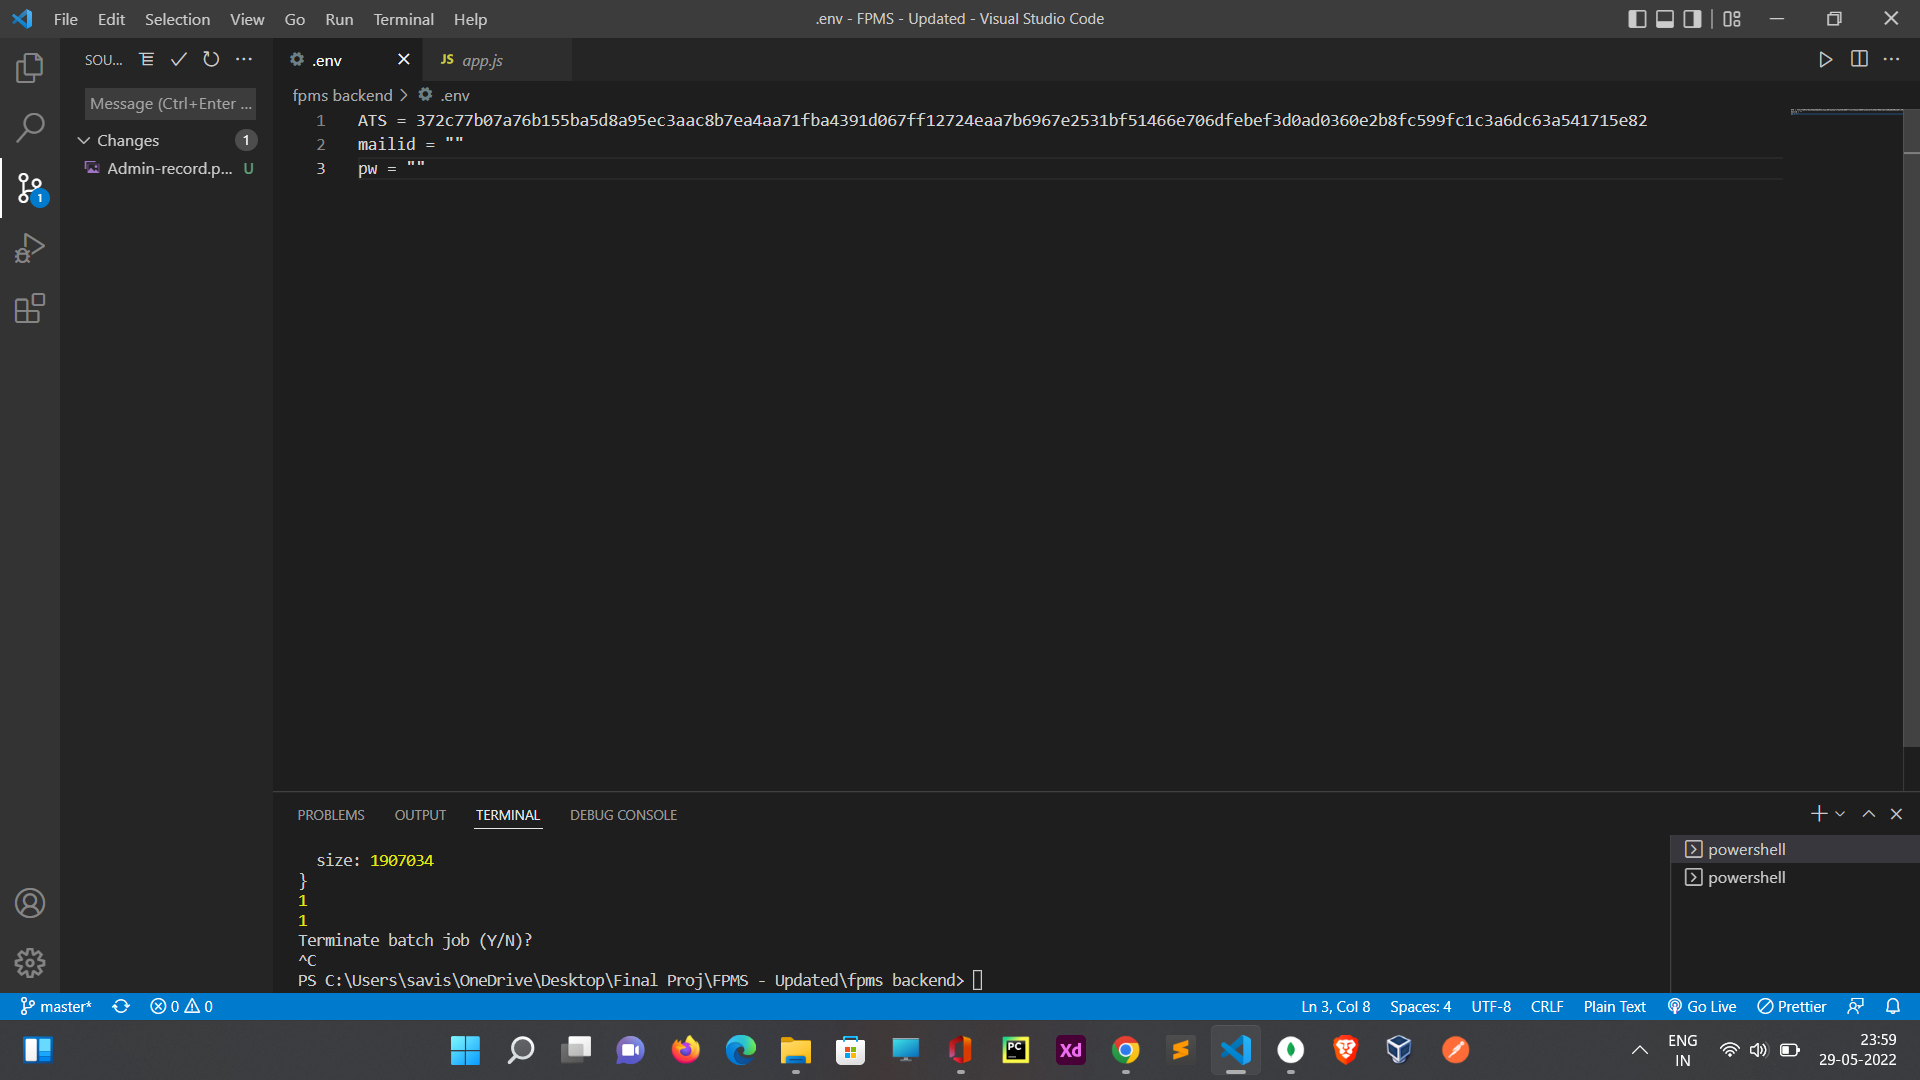 File Edit Selection View Go Run Terminal Help
.env - FPMS - Updated - Visual Studio Code
SOU...
.env
JS app.js
Message (Ctrl+Enter ...
fpms backend > .env
Changes 1
Admin-record.p... U
1 ATS = 372c77b07a76b155ba5d8a95ec3aac8b7ea4aa71fba4391d067ff12724eaa7b6967e2531bf51466e706dfebef3d0ad0360e2b8fc599fc1c3a6dc63a541715e82
2 mailid = ""
3 pw = ""
1
PROBLEMS OUTPUT TERMINAL DEBUG CONSOLE
size: 1907034
}
1
1
Terminate batch job (Y/N)?
^C
PS C:\Users\savis\OneDrive\Desktop\Final Proj\FPMS - Updated\fpms backend>
powershell
powershell
master* 0 0
Ln 3, Col 8 Spaces: 4 UTF-8 CRLF Plain Text Go Live Prettier
PC
Xd
ENG
IN
23:59
29-05-2022